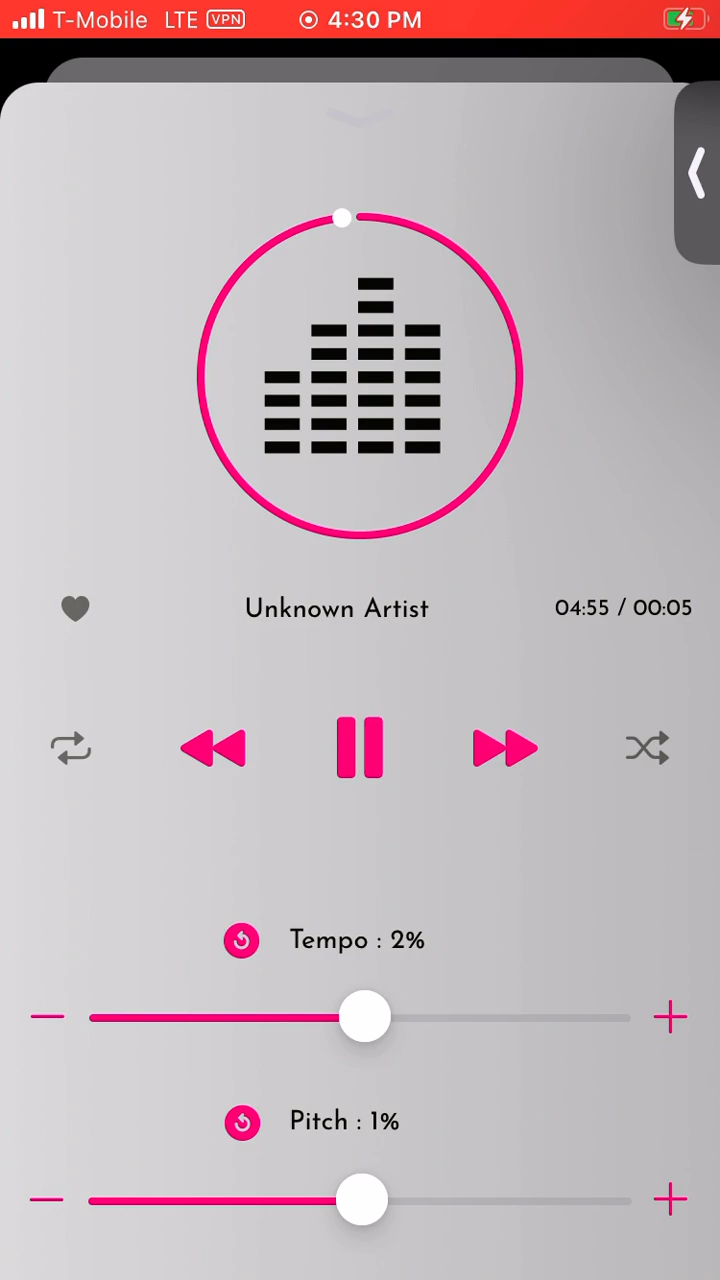 T-Mobile LTE VPN 4:30 PM
Unknown Artist 04:55 / 00:05
Tempo : 2%
Pitch : 1%